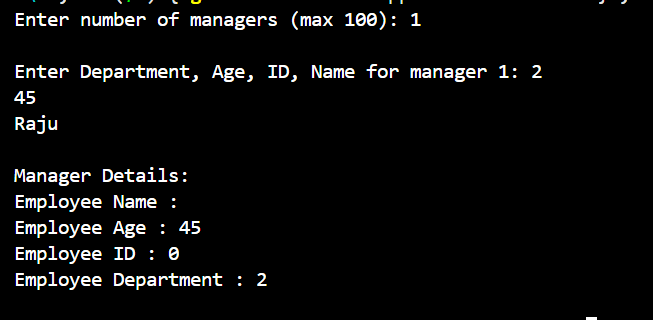 Enter number of managers (max 100): 1
Enter Department, Age, ID, Name for manager 1: 2
45
Raju
Manager Details:
Employee Name :
Employee Age : 45
Employee ID : 0
Employee Department : 2